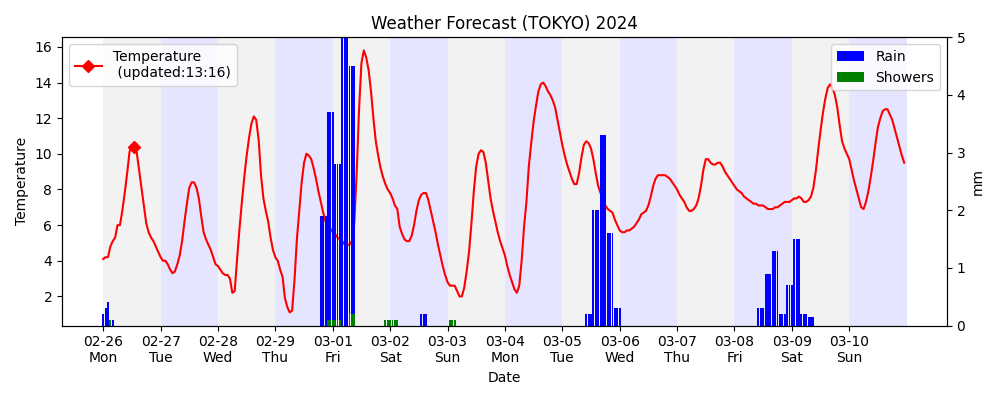 Weather Forecast (TOKYO) 2024
Temperature
(updated:13:16)
Rain
Showers
Temperature
16
14
12
10
8
6
4
2
5
4
3
2
1
0
mm
02-26 02-27 02-28 02-29 03-01 03-02 03-03 03-04 03-05 03-06 03-07 03-08 03-09 03-10
Mon Tue Wed Thu Fri Sat Sun Mon Tue Wed Thu Fri Sat Sun
Date